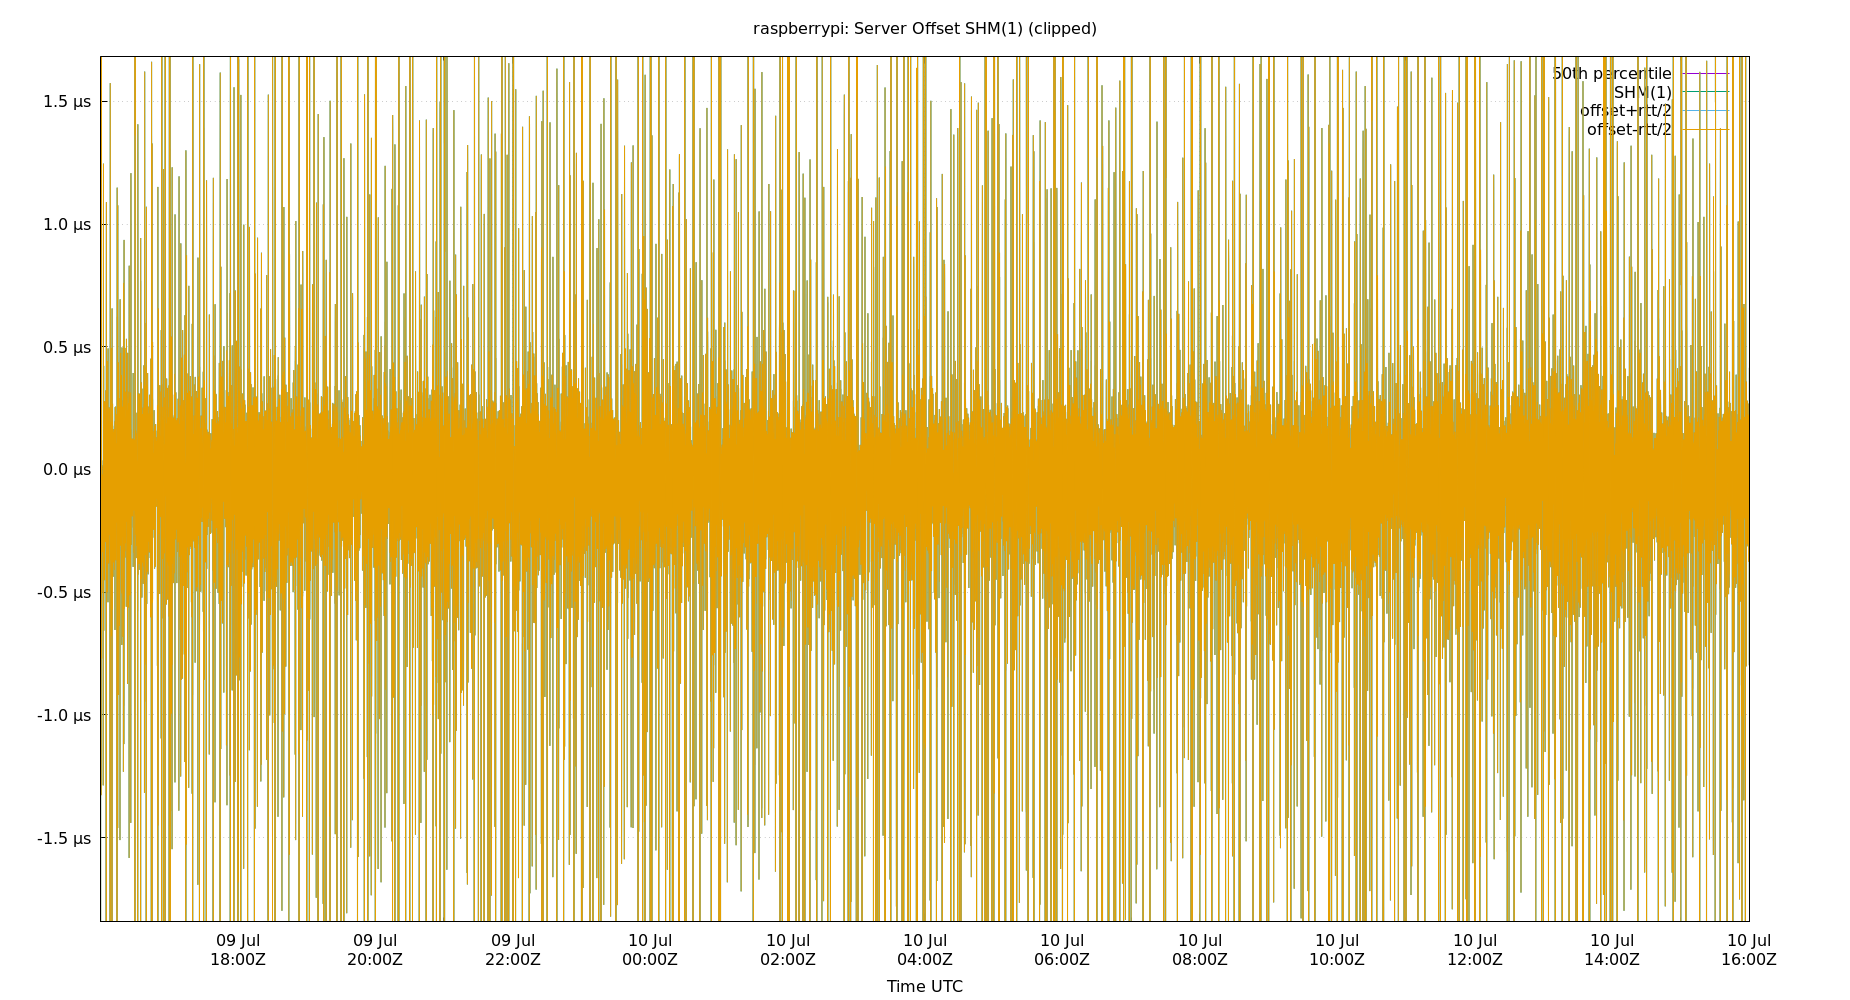 raspberrypi: Server Offset SHM(1) (clipped)
50th percentile
SHM(1)
offset+rtt/2
offset-rtt/2
1.5 µs
1.0 µs
0.5 µs
0.0 µs
-0.5 µs
-1.0 µs
-1.5 µs
09 Jul 09 Jul 09 Jul 10 Jul 10 Jul 10 Jul 10 Jul 10 Jul 10 Jul 10 Jul 10 Jul 10 Jul
18:00Z 20:00Z 22:00Z 00:00Z 02:00Z 04:00Z 06:00Z 08:00Z 10:00Z 12:00Z 14:00Z 16:00Z
Time UTC